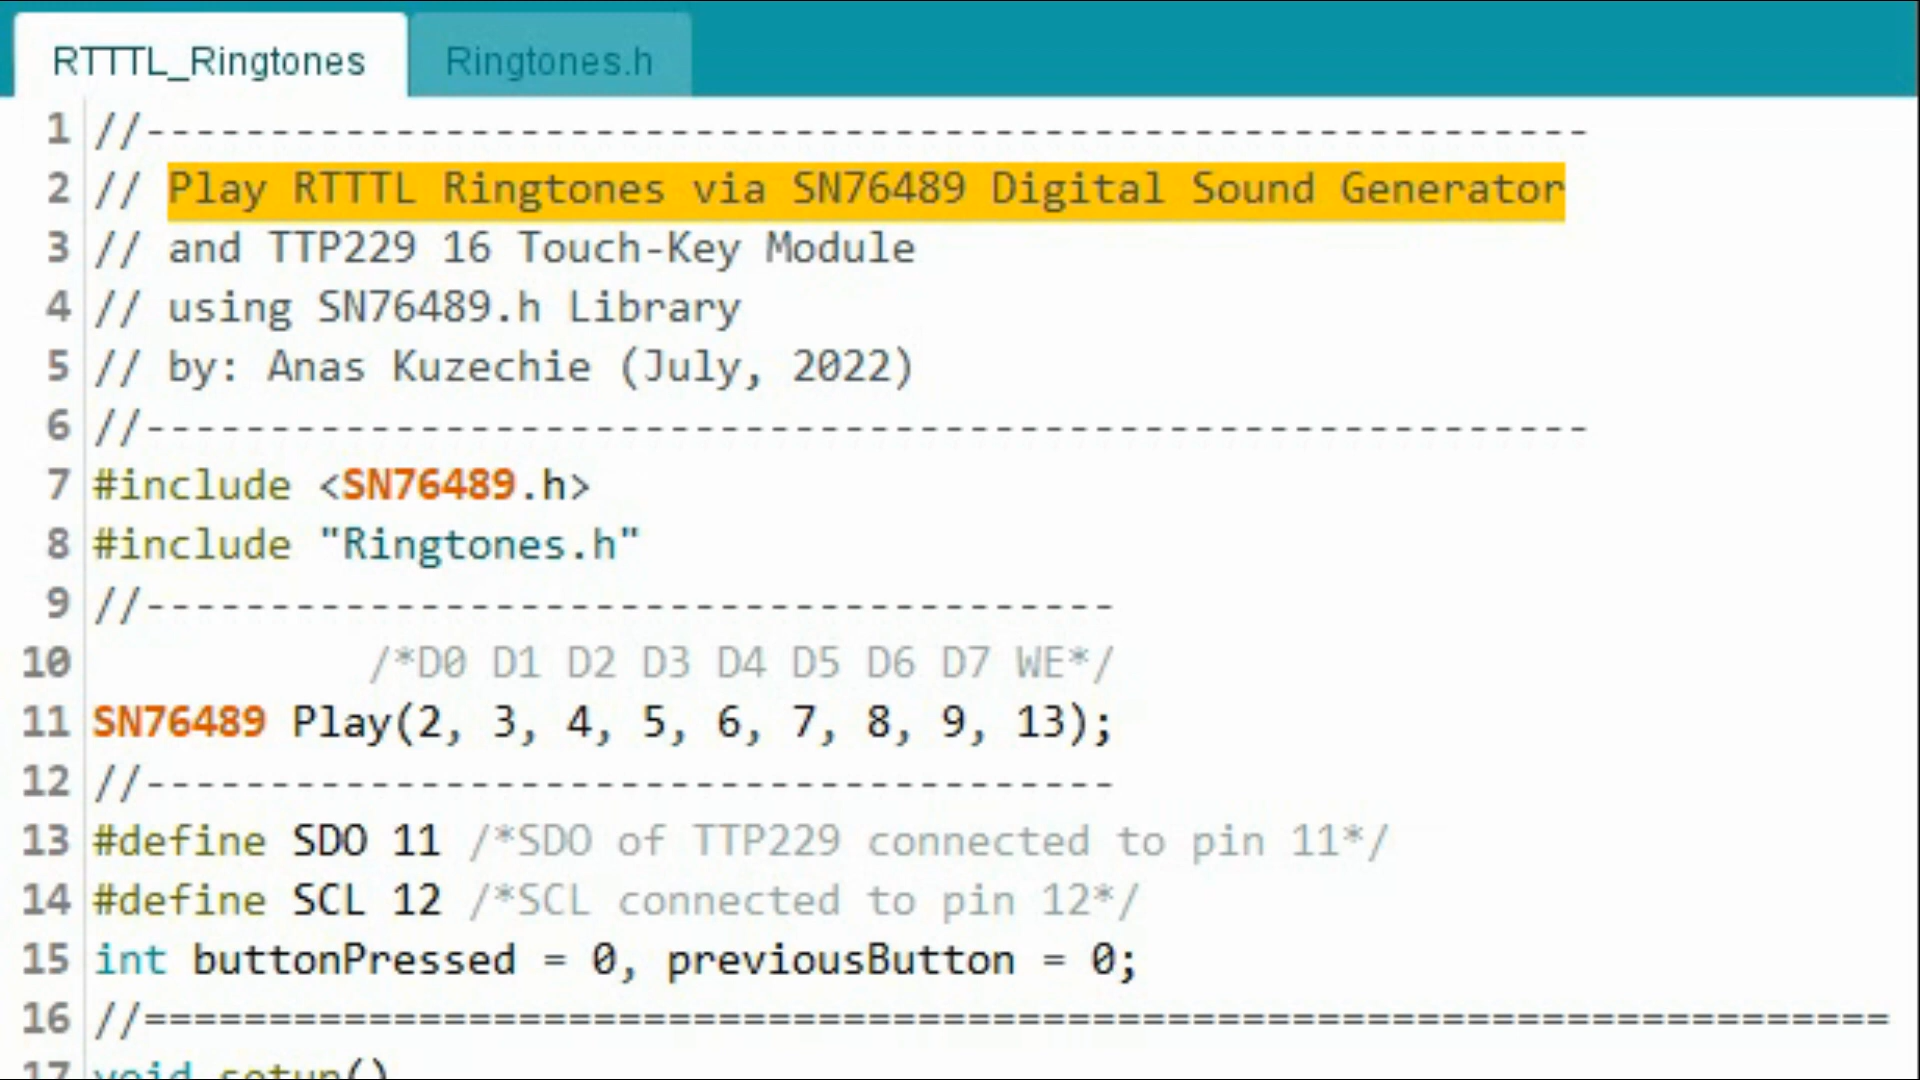 RTTTL_Ringtones Ringtones.h
1 //----------------------------------------------------------
2 // Play RTTTL Ringtones via SN76489 Digital Sound Generator
3 // and TTP229 16 Touch-Key Module
4 // using SN76489.h Library
5 // by: Anas Kuzechie (July, 2022)
6 //----------------------------------------------------------
7 #include <SN76489.h>
8 #include "Ringtones.h"
9 //---------------------------------------
10 /*D0 D1 D2 D3 D4 D5 D6 D7 WE*/
11 SN76489 Play(2, 3, 4, 5, 6, 7, 8, 9, 13);
12 //---------------------------------------
13 #define SDO 11 /*SDO of TTP229 connected to pin 11*/
14 #define SCL 12 /*SCL connected to pin 12*/
15 int buttonPressed = 0, previousButton = 0;
16 //======================================================================
17 void setup()